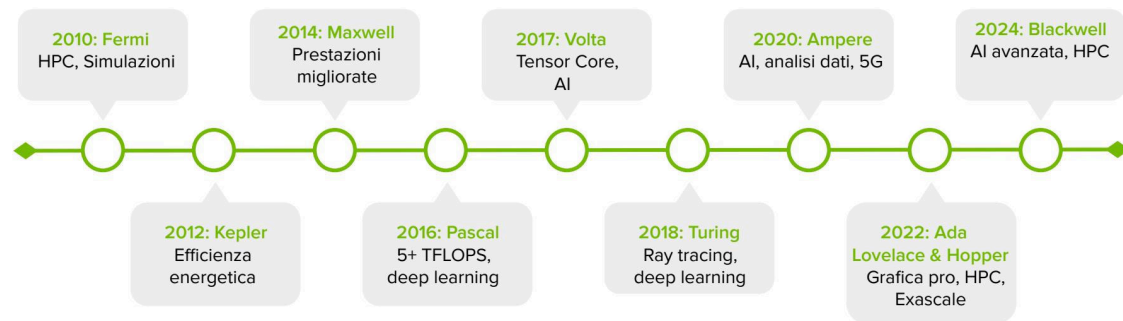 2010: Fermi
HPC, Simulazioni
2012: Kepler
Efficienza
energetica
2014: Maxwell
Prestazioni
migliorate
2016: Pascal
5+ TFLOPS,
deep learning
2017: Volta
Tensor Core,
AI
2018: Turing
Ray tracing,
deep learning
2020: Ampere
AI, analisi dati, 5G
2022: Ada
Lovelace & Hopper
Grafica pro, HPC,
Exascale
2024: Blackwell
AI avanzata, HPC